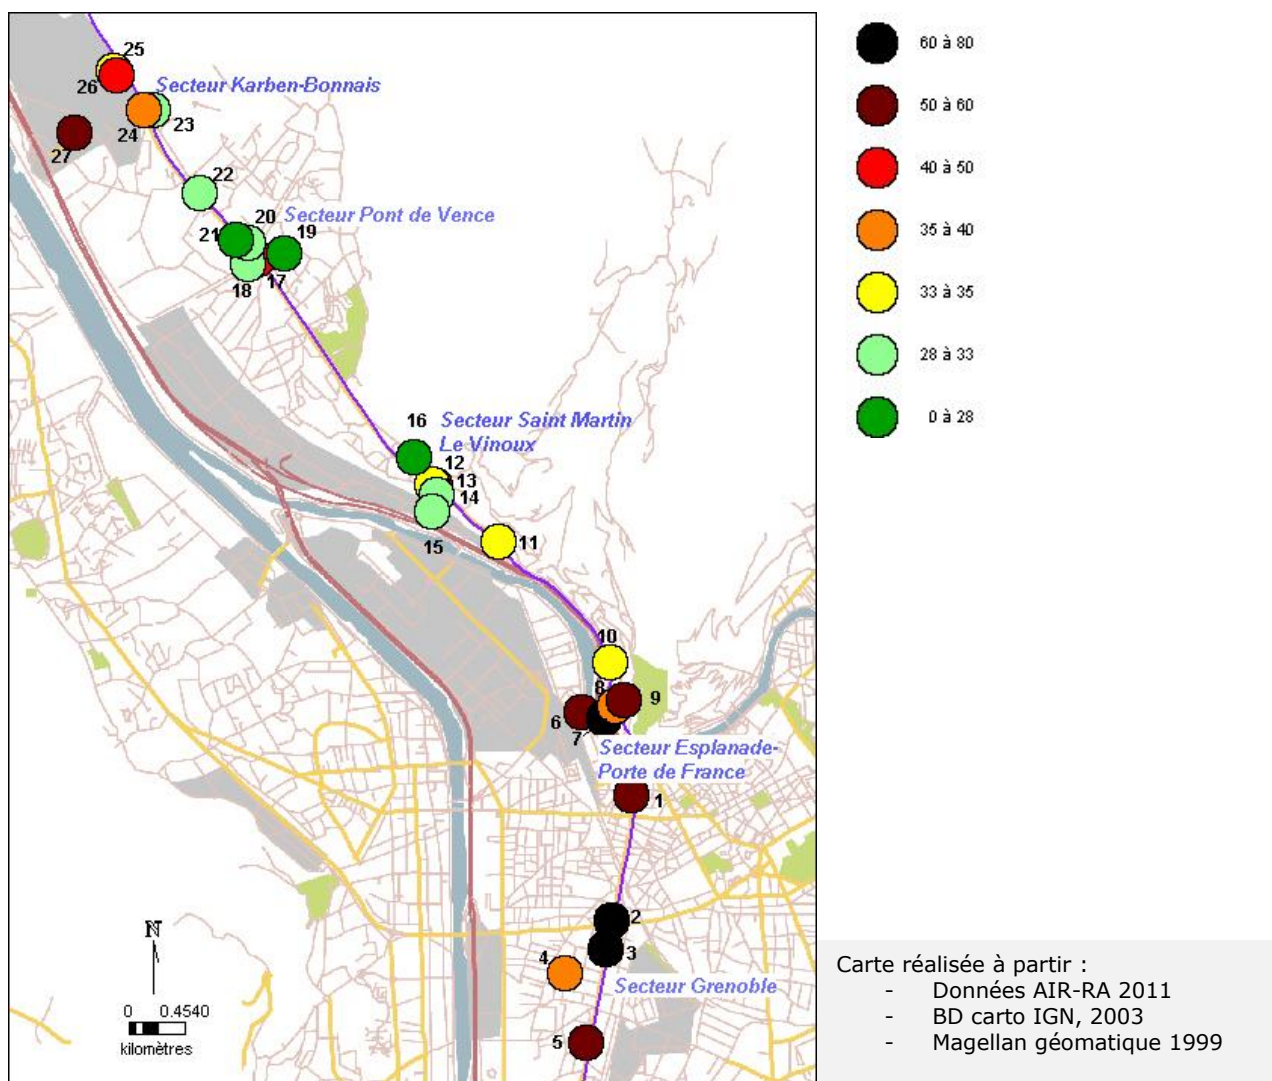 25
26
Secteur Karben-Bonnais
24
23
27
22
20
Secteur Pont de Vence
21
19
18
17
16
Secteur Saint Martin
Le Vinoux
12
13
14
15
11
10
8
9
6
7
Secteur Esplanade-
Porte de France
1
2
3
4
Secteur Grenoble
5
N
0 0.4540
kilomètres
60 à 80
50 à 60
40 à 50
35 à 40
33 à 35
28 à 33
0 à 28
Carte réalisée à partir :
- Données AIR-RA 2011
- BD carto IGN, 2003
- Magellan géomatique 1999